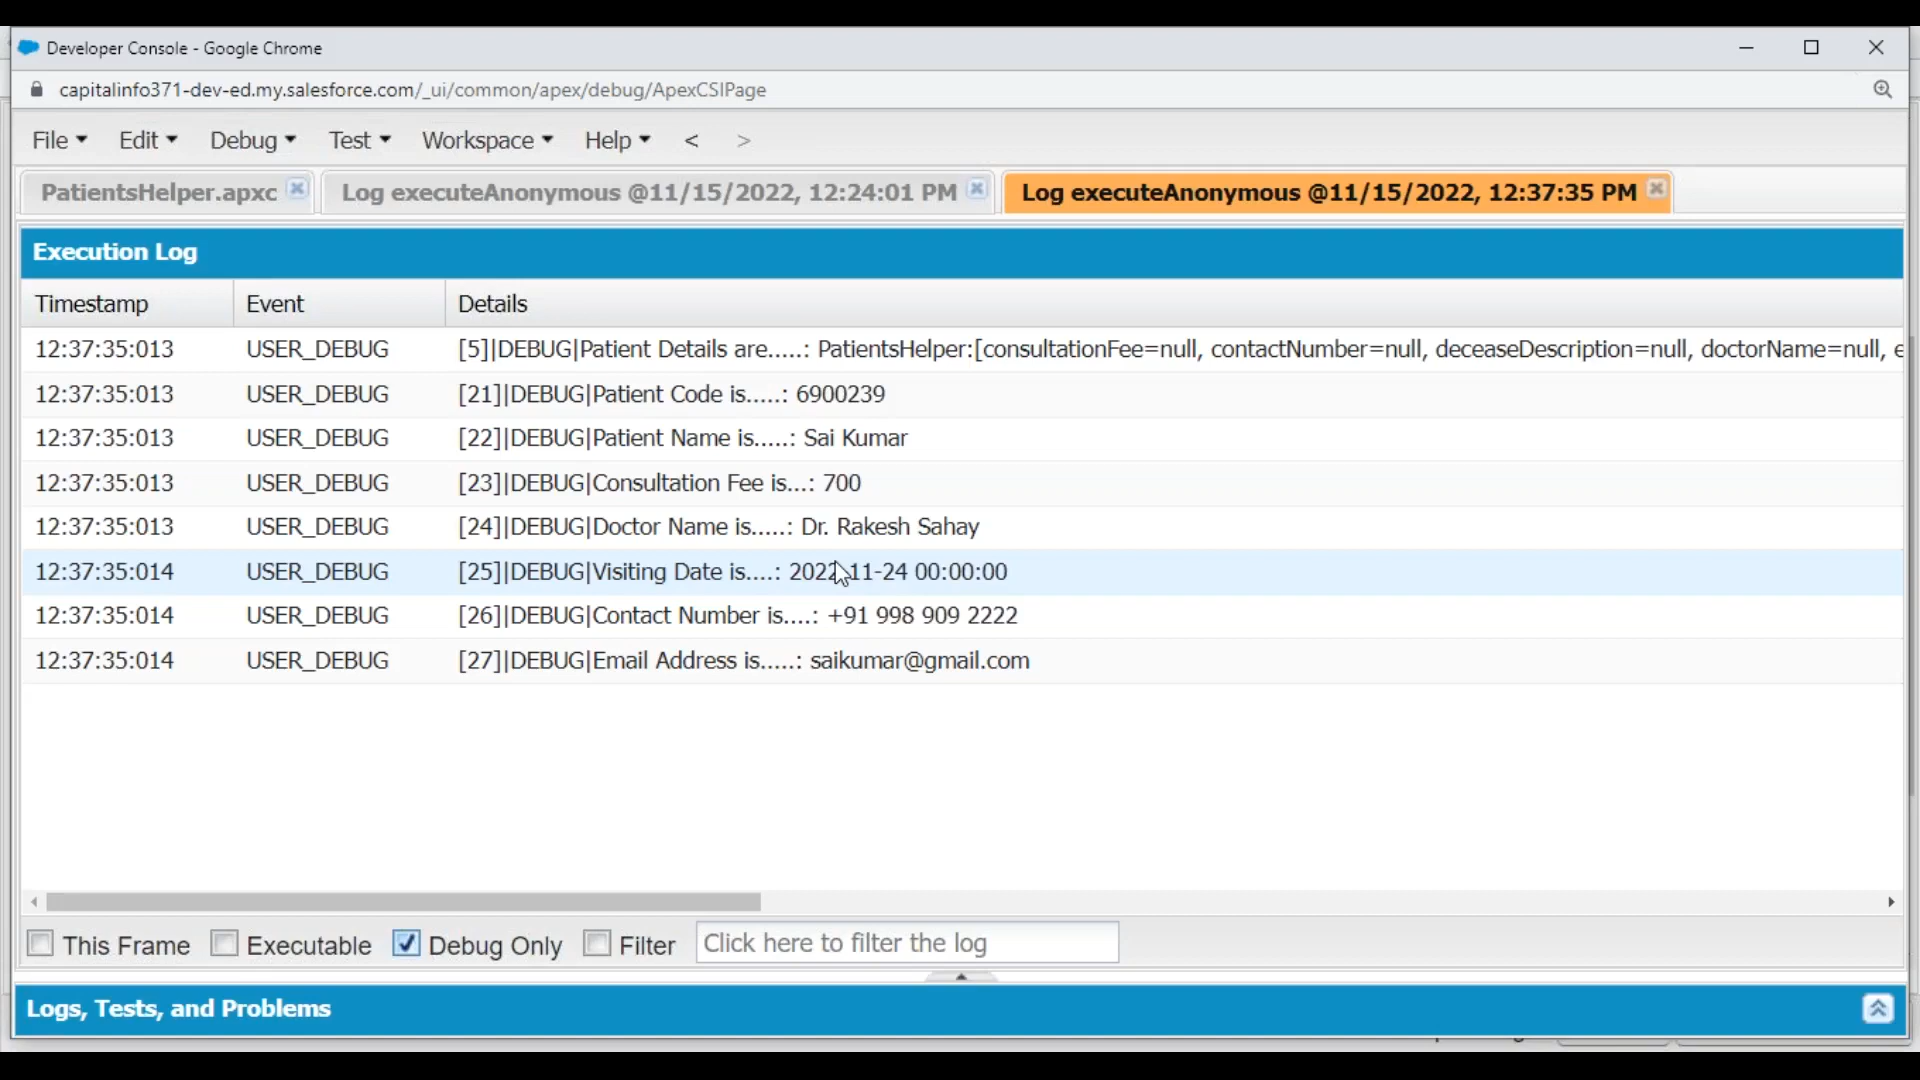 Developer Console - Google Chrome
capitalinfo371-dev-ed.my.salesforce.com/_ui/common/apex/debug/ApexCSIPage
File Edit Debug Test Workspace Help < >
PatientsHelper.apxc Log executeAnonymous @11/15/2022, 12:24:01 PM Log executeAnonymous @11/15/2022, 12:37:35 PM
Execution Log
Timestamp Event Details
12:37:35:013 USER_DEBUG [5]|DEBUG|Patient Details are.....: PatientsHelper:[consultationFee=null, contactNumber=null, deceaseDescription=null, doctorName=null, e
12:37:35:013 USER_DEBUG [21]|DEBUG|Patient Code is.....: 6900239
12:37:35:013 USER_DEBUG [22]|DEBUG|Patient Name is.....: Sai Kumar
12:37:35:013 USER_DEBUG [23]|DEBUG|Consultation Fee is...: 700
12:37:35:013 USER_DEBUG [24]|DEBUG|Doctor Name is.....: Dr. Rakesh Sahay
12:37:35:014 USER_DEBUG [25]|DEBUG|Visiting Date is....: 2022-11-24 00:00:00
12:37:35:014 USER_DEBUG [26]|DEBUG|Contact Number is....: +91 998 909 2222
12:37:35:014 USER_DEBUG [27]|DEBUG|Email Address is.....: saikumar@gmail.com
This Frame Executable Debug Only Filter Click here to filter the log
Logs, Tests, and Problems